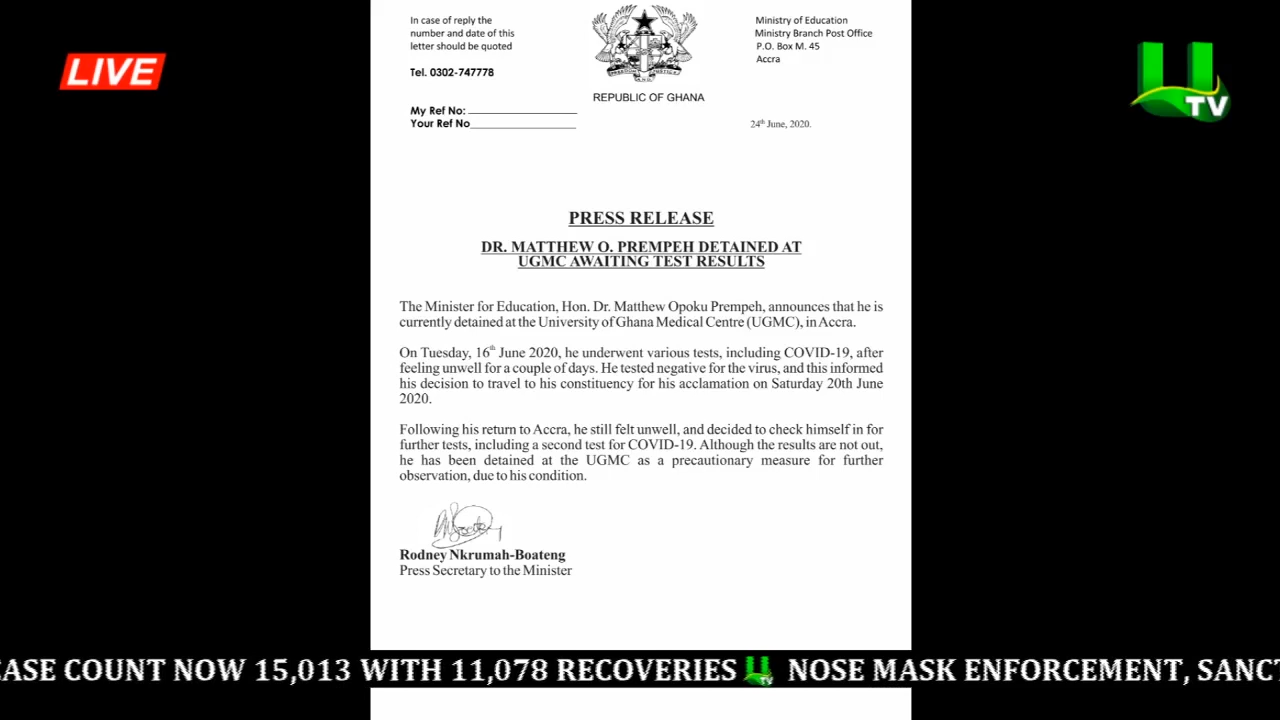 In case of reply the
number and date of this
letter should be quoted
Tel. 0302-747778
My Ref No:
Your Ref No
REPUBLIC OF GHANA
Ministry of Education
Ministry Branch Post Office
P.O. Box M. 45
Accra
24th June, 2020.
LIVE
U
TV
PRESS RELEASE
DR. MATTHEW O. PREMPEH DETAINED AT
UGMC AWAITING TEST RESULTS
The Minister for Education, Hon. Dr. Matthew Opoku Prempeh, announces that he is
currently detained at the University of Ghana Medical Centre (UGMC), in Accra.
On Tuesday, 16th June 2020, he underwent various tests, including COVID-19, after
feeling unwell for a couple of days. He tested negative for the virus, and this informed
his decision to travel to his constituency for his acclamation on Saturday 20th June
2020.
Following his return to Accra, he still felt unwell, and decided to check himself in for
further tests, including a second test for COVID-19. Although the results are not out,
he has been detained at the UGMC as a precautionary measure for further
observation, due to his condition.
Rodney Nkrumah-Boateng
Press Secretary to the Minister
EASE COUNT NOW 15,013 WITH 11,078 RECOVERIES U TV NOSE MASK ENFORCEMENT, SANCT